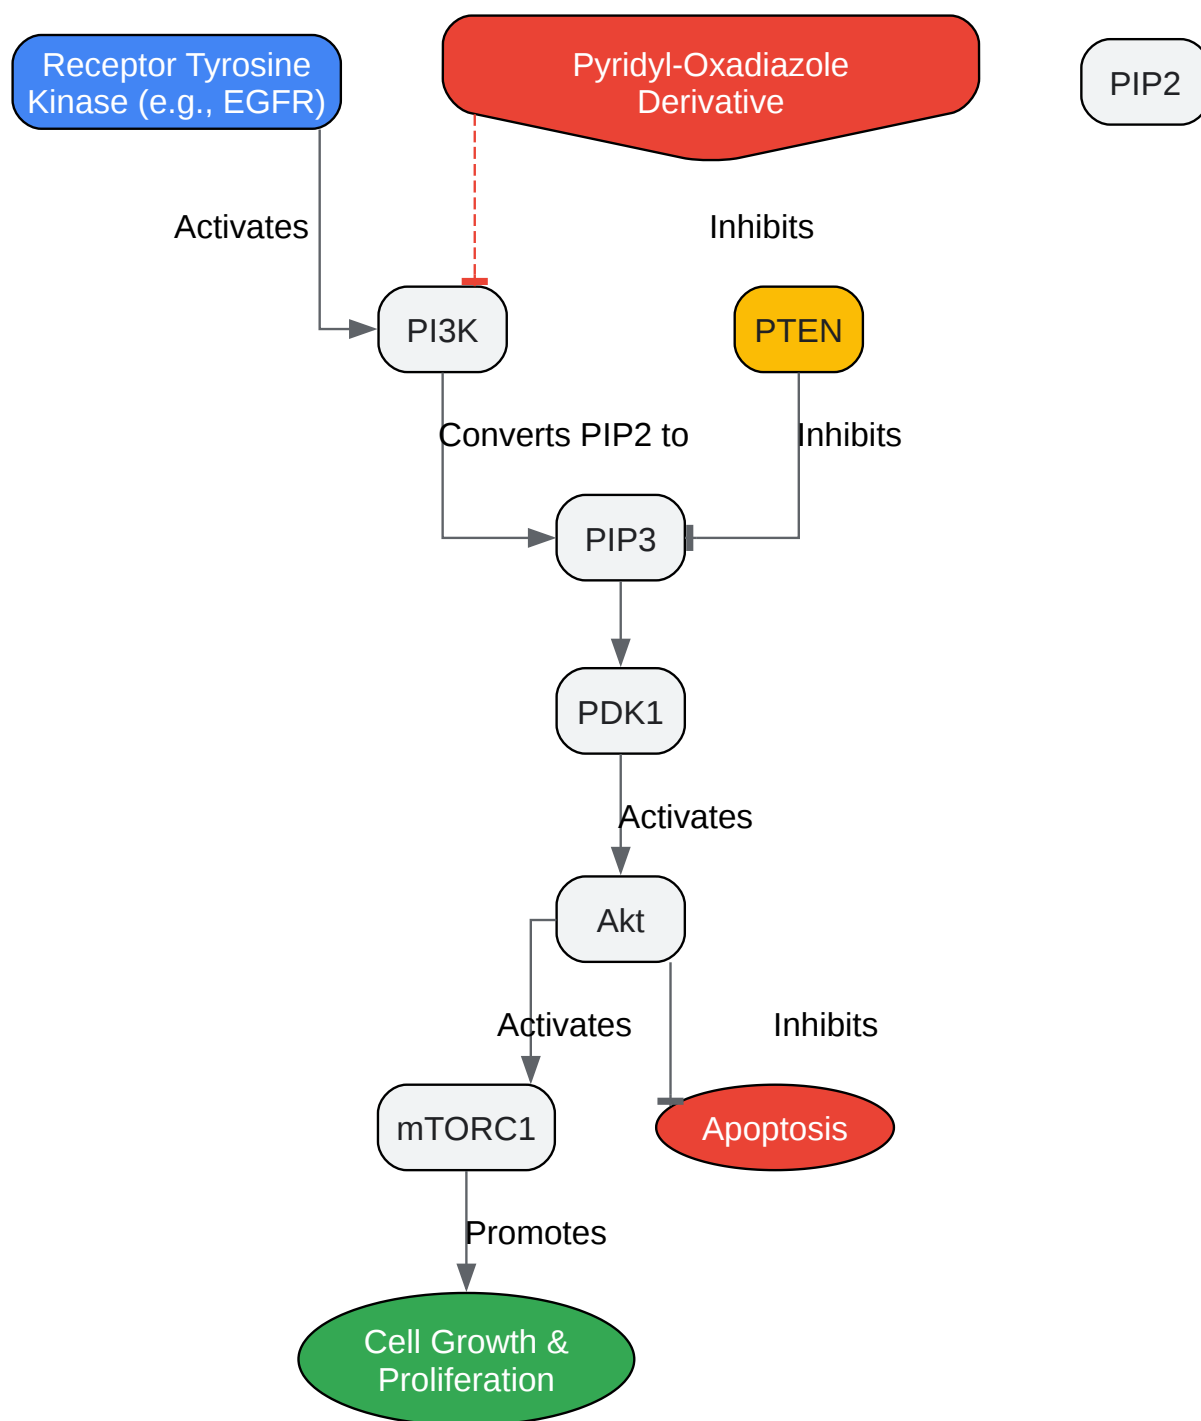 Receptor Tyrosine
Kinase (e.g., EGFR)
Pyridyl-Oxadiazole
Derivative
PIP2
Activates
Inhibits
PI3K
PTEN
Converts PIP2 to
Inhibits
PIP3
PDK1
Activates
Akt
Activates
Inhibits
mTORC1
Apoptosis
Promotes
Cell Growth &
Proliferation